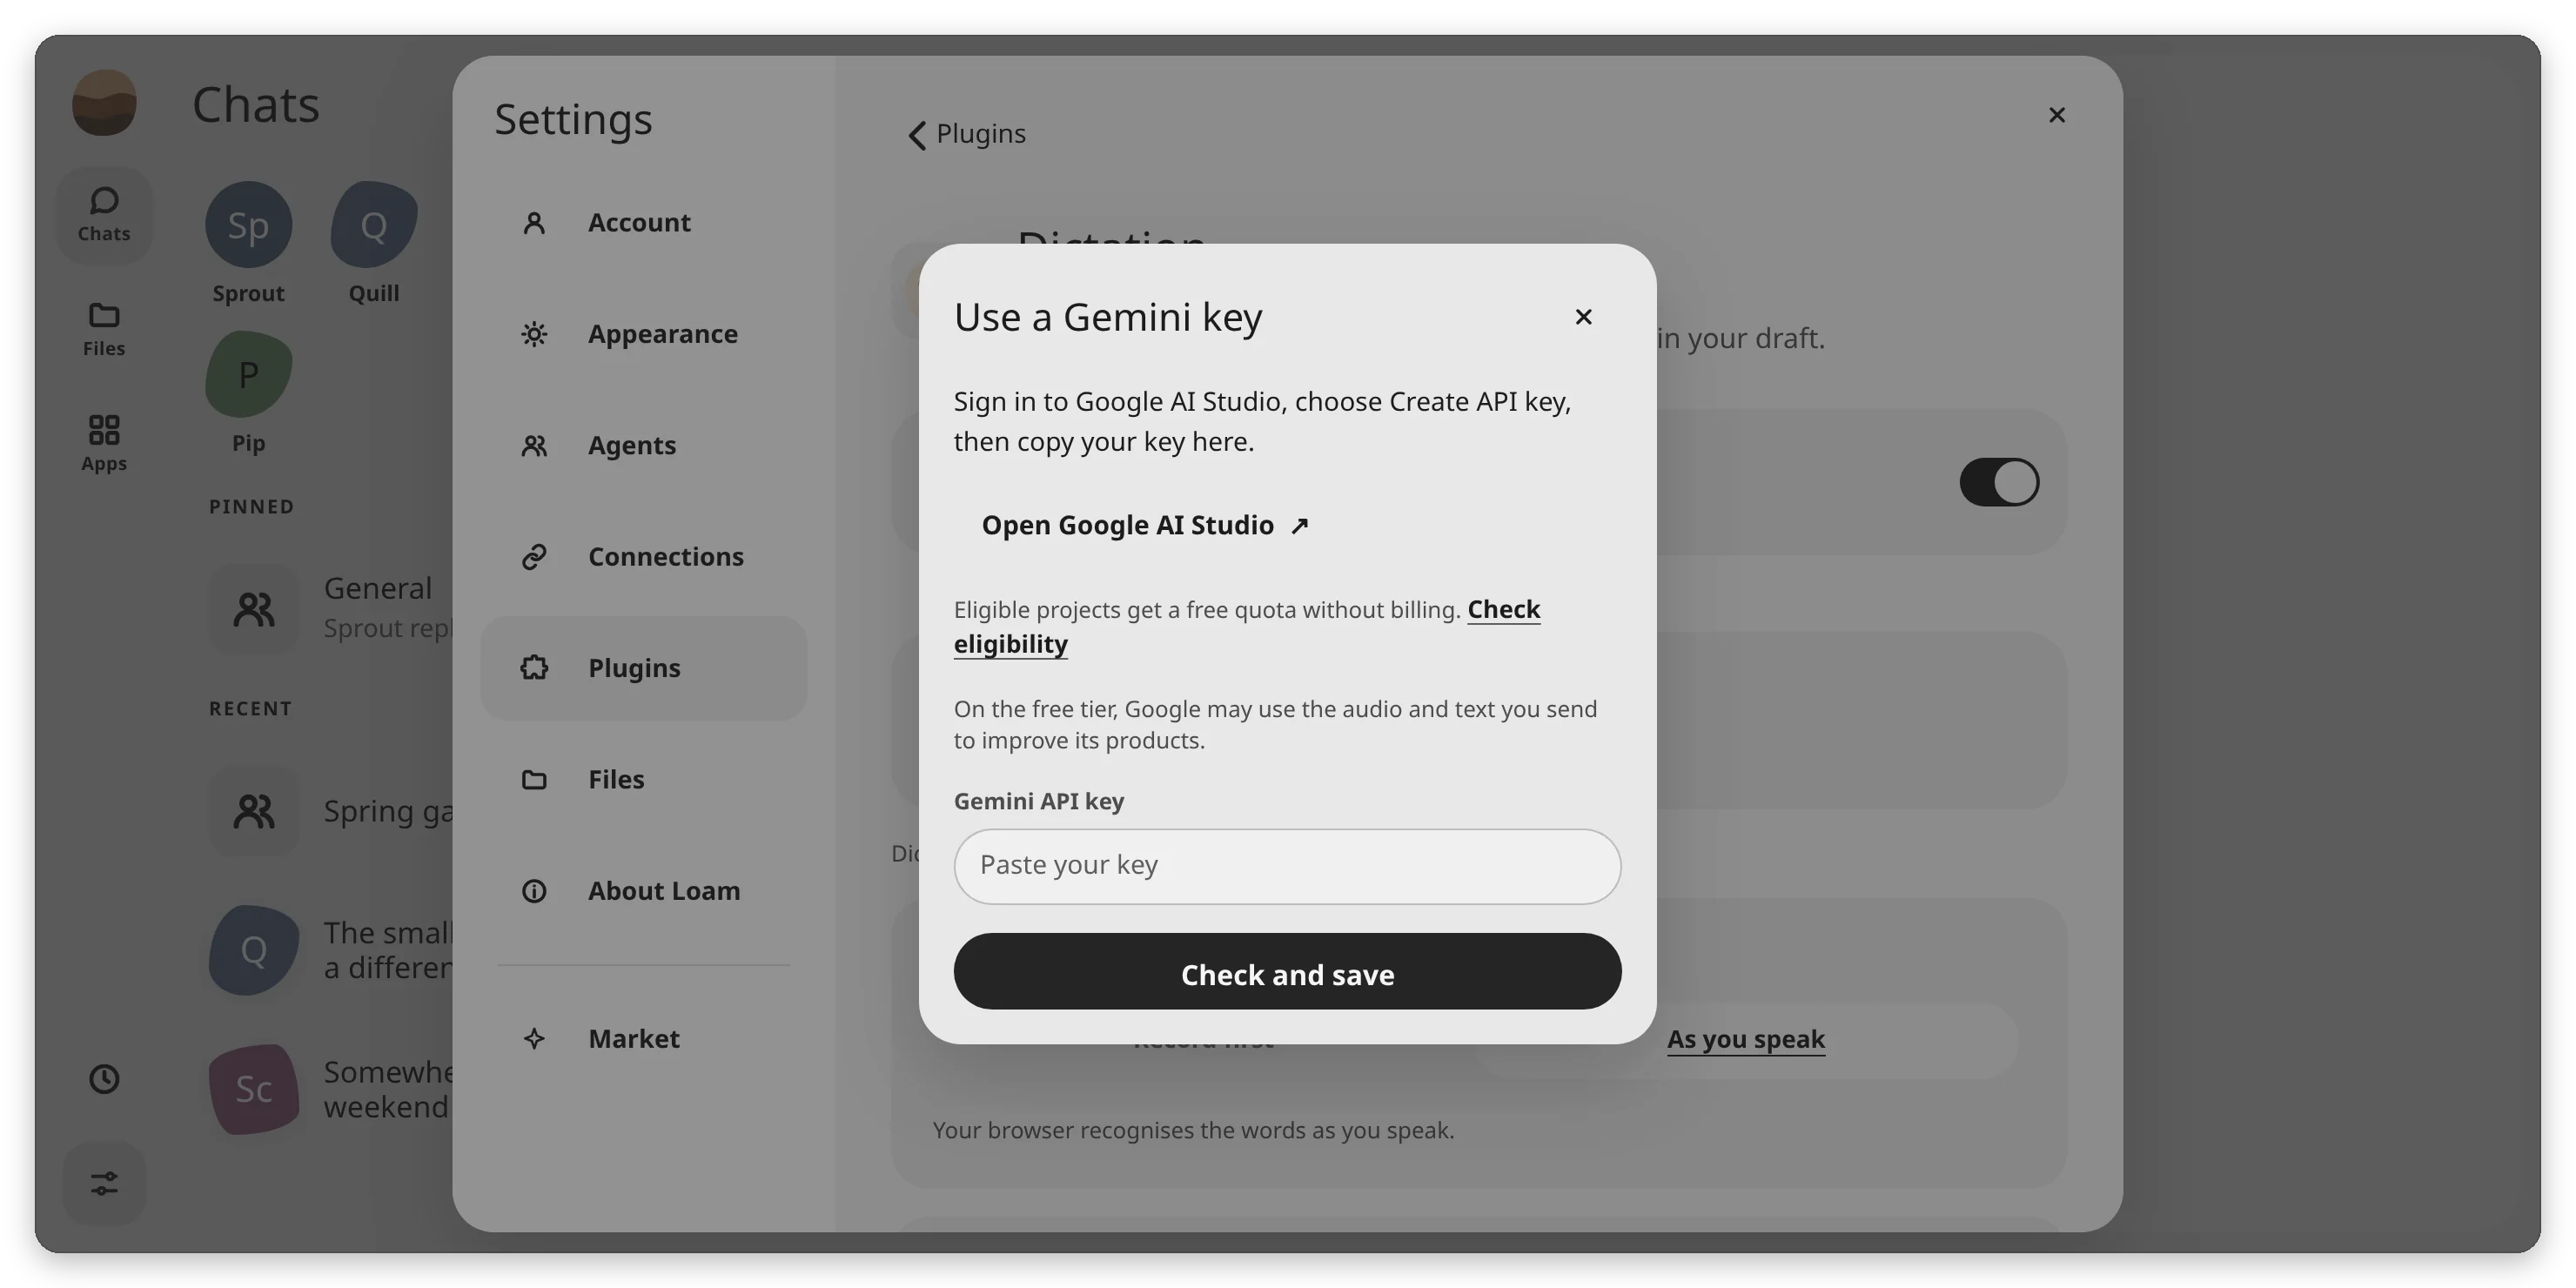 Chats
Chats
Files
Apps
Sp
Q
Sprout
Quill
P
Pip
PINNED
General
Sprout repl
RECENT
Spring ga
Q
The small
a differen
Sc
Somewhe
weekend
Settings
Account
Appearance
Agents
Connections
Plugins
Files
About Loam
Market
Plugins
Dictation
in your draft.
Use a Gemini key
Sign in to Google AI Studio, choose Create API key,
then copy your key here.
Open Google AI Studio ↗
Eligible projects get a free quota without billing. Check
eligibility
On the free tier, Google may use the audio and text you send
to improve its products.
Gemini API key
Paste your key
Check and save
Record first
As you speak
Your browser recognises the words as you speak.